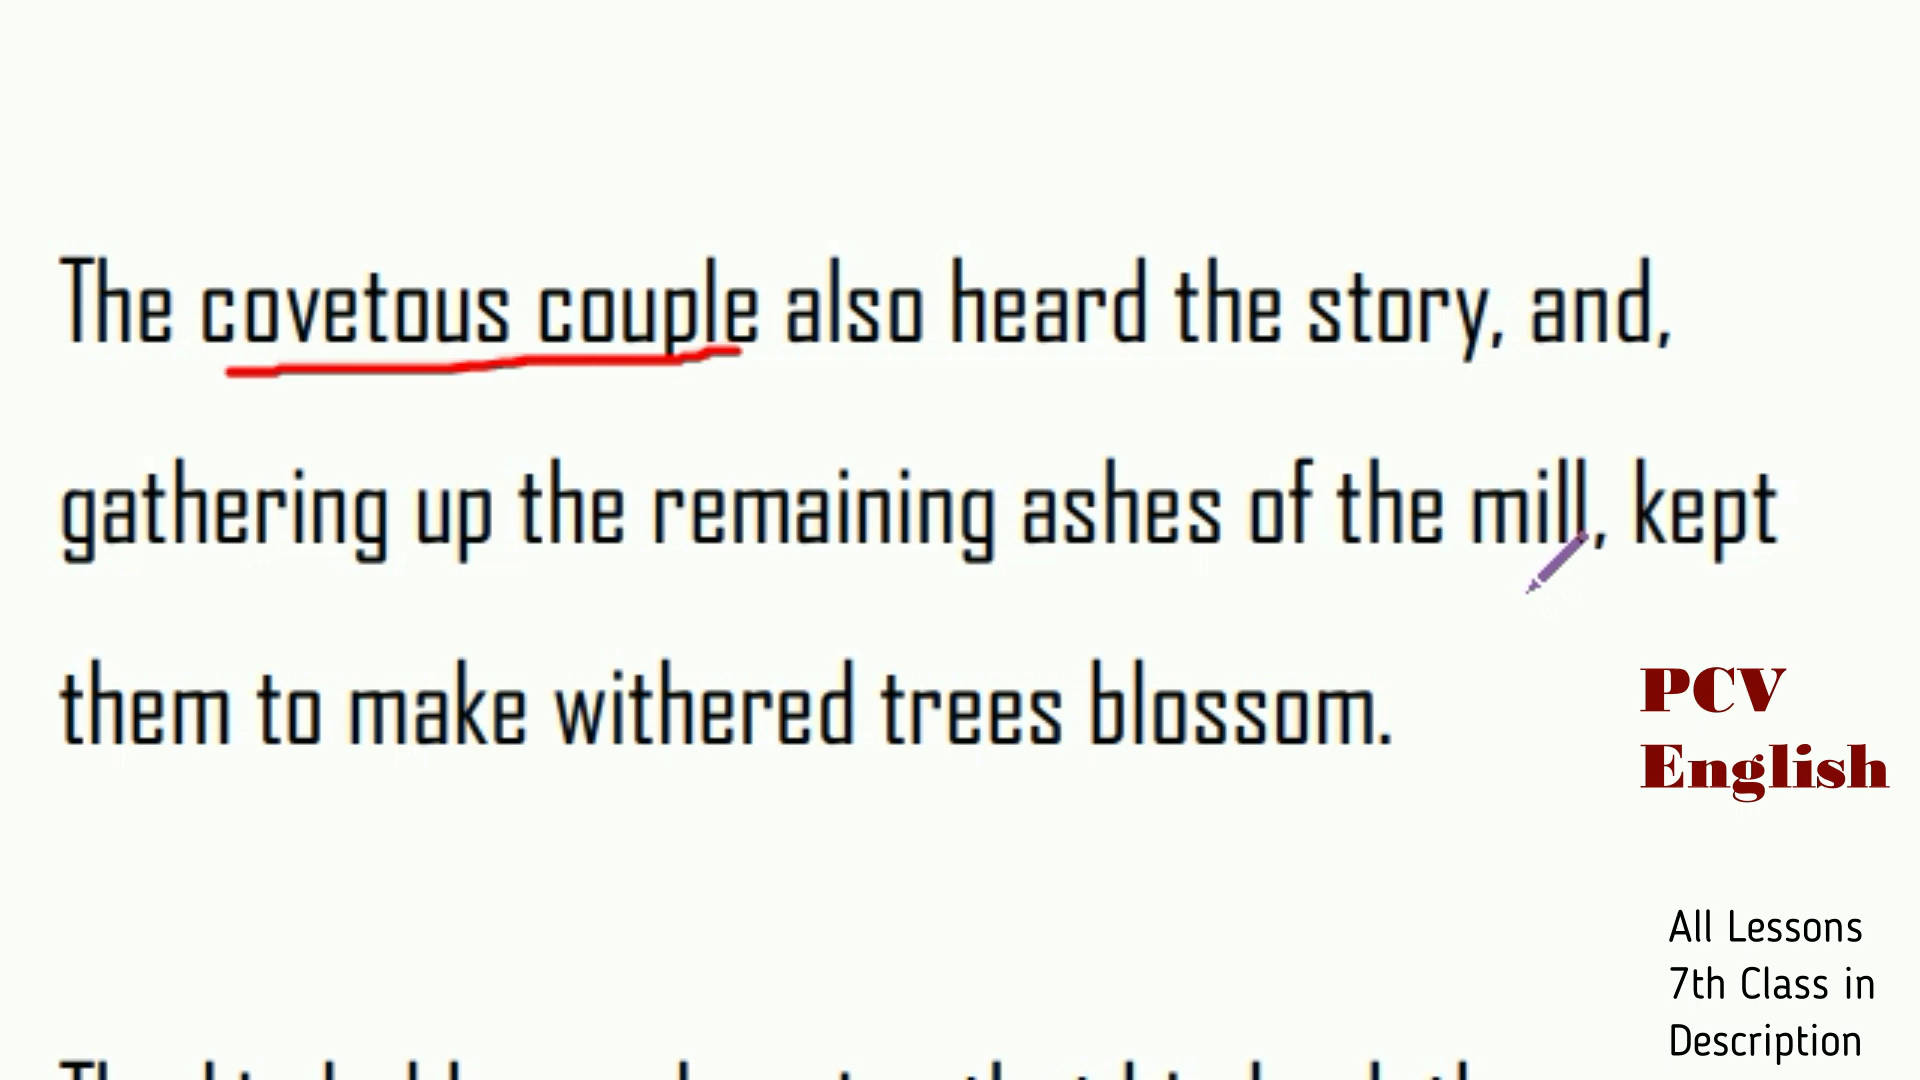 The covetous couple also heard the story, and,
gathering up the remaining ashes of the mill, kept
them to make withered trees blossom.
PCV
English
All Lessons
7th Class in
Description